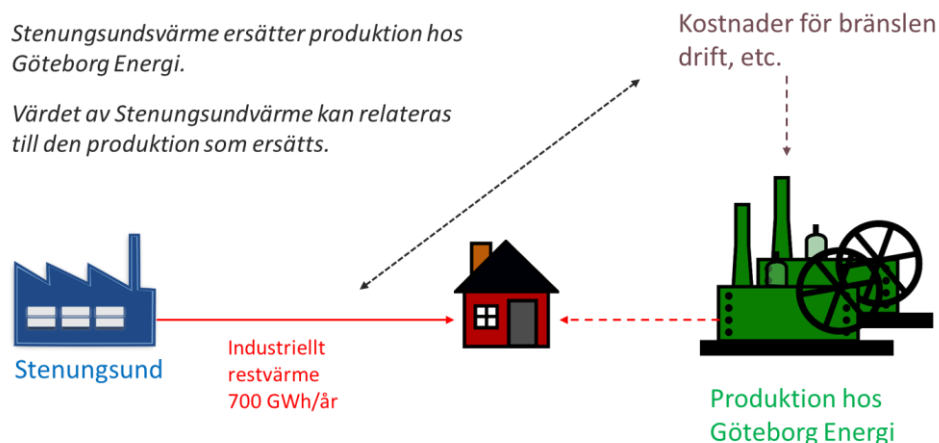 Stenungsundsvärme ersätter produktion hos
Göteborg Energi.
Värdet av Stenungsundvärme kan relateras
till den produktion som ersätts.
Kostnader för bränslen
drift, etc.
Stenungsund
Industriellt
restvärme
700 GWh/år
Produktion hos
Göteborg Energi